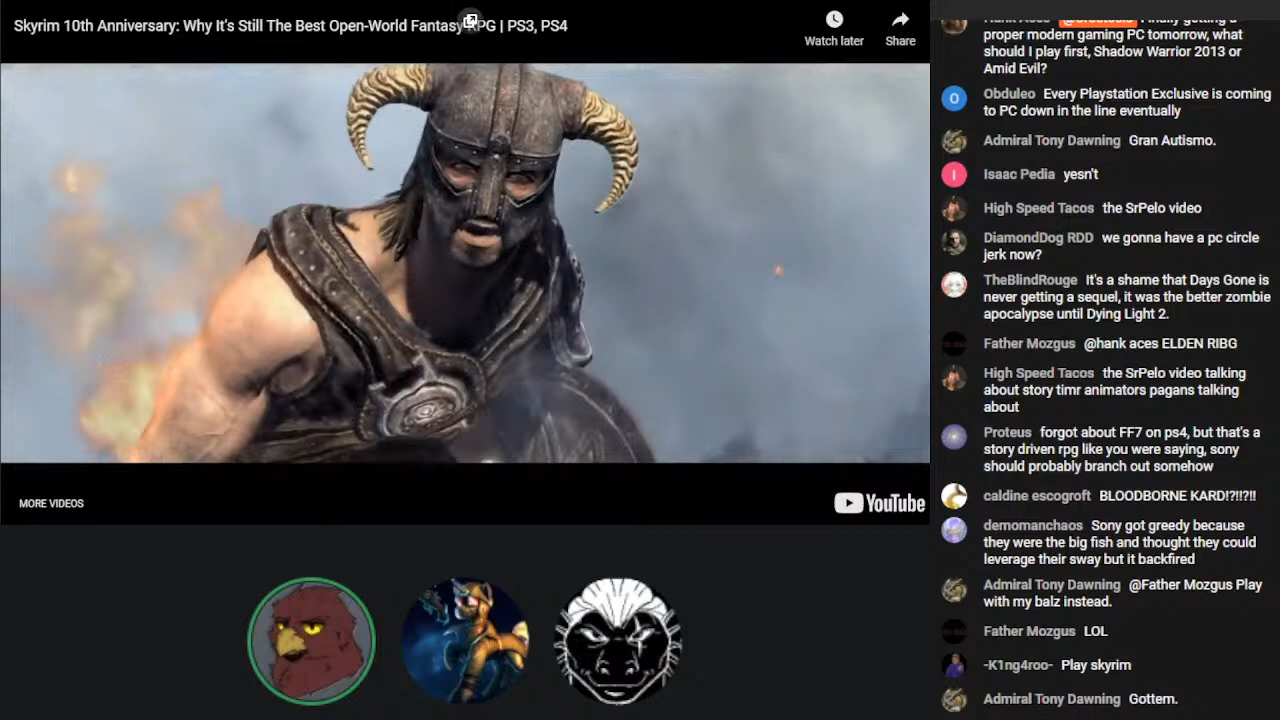 Skyrim 10th Anniversary: Why It's Still The Best Open-World Fantasy RPG | PS3, PS4
Watch later
Share
MORE VIDEOS
YouTube
Hank Aces Finally getting a
proper modern gaming PC tomorrow, what
should I play first, Shadow Warrior 2013 or
Amid Evil?
O
Obduleo Every Playstation Exclusive is coming
to PC down in the line eventually
Admiral Tony Dawning Gran Autismo.
I
Isaac Pedia yesn't
High Speed Tacos the SrPelo video
DiamondDog RDD we gonna have a pc circle
jerk now?
TheBlindRouge It's a shame that Days Gone is
never getting a sequel, it was the better zombie
apocalypse until Dying Light 2.
Father Mozgus @hank aces ELDEN RIBG
High Speed Tacos the SrPelo video talking
about story timr animators pagans talking
about
Proteus forgot about FF7 on ps4, but that's a
story driven rpg like you were saying, sony
should probably branch out somehow
caldine escogroft BLOODBORNE KARD!?!!?!!
demomanchaos Sony got greedy because
they were the big fish and thought they could
leverage their sway but it backfired
Admiral Tony Dawning @Father Mozgus Play
with my balz instead.
Father Mozgus LOL
-K1ng4roo- Play skyrim
Admiral Tony Dawning Gottem.